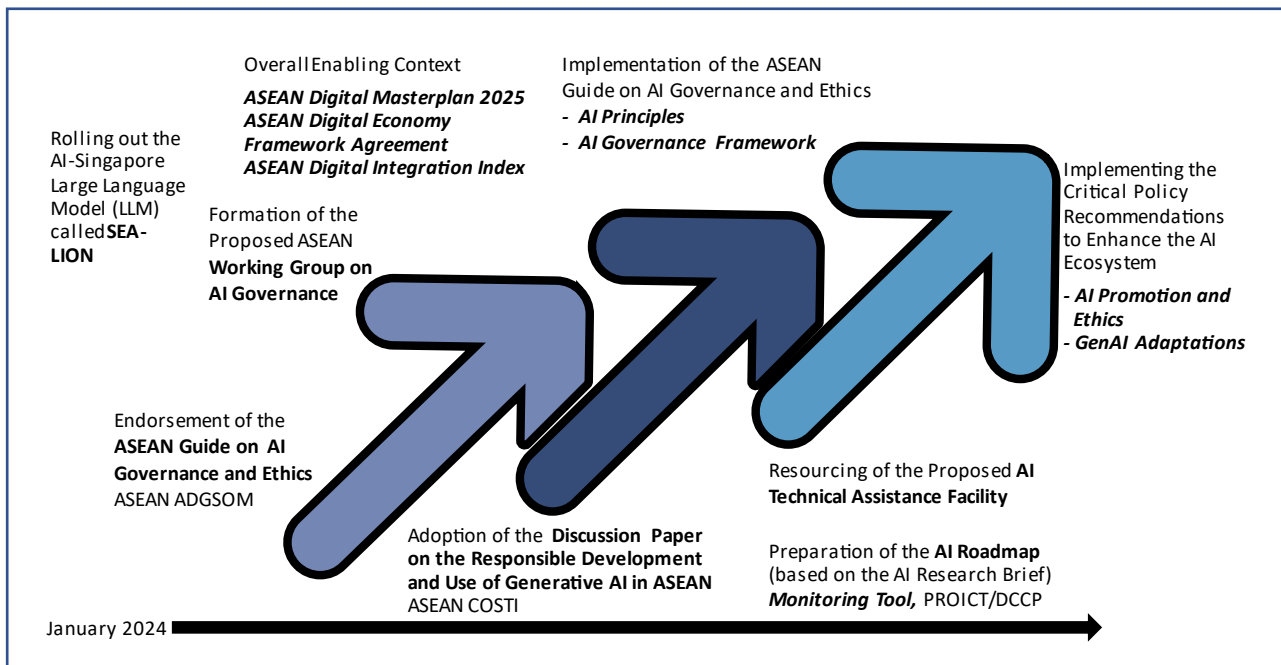 Overall Enabling Context
ASEAN Digital Masterplan 2025
ASEAN Digital Economy
Framework Agreement
ASEAN Digital Integration Index
Implementation of the ASEAN
Guide on AI Governance and Ethics
- AI Principles
- AI Governance Framework
Rolling out the
AI-Singapore
Large Language
Model (LLM)
called SEA-
LION
Formation of the
Proposed ASEAN
Working Group on
AI Governance
Implementing the
Critical Policy
Recommendations
to Enhance the AI
Ecosystem
- AI Promotion and
Ethics
- GenAI Adaptations
Endorsement of the
ASEAN Guide on AI
Governance and Ethics
ASEAN ADGSOM
Adoption of the Discussion Paper
on the Responsible Development
and Use of Generative AI in ASEAN
ASEAN COSTI
Resourcing of the Proposed AI
Technical Assistance Facility
Preparation of the AI Roadmap
(based on the AI Research Brief)
Monitoring Tool, PROICT/DCCP
January 2024